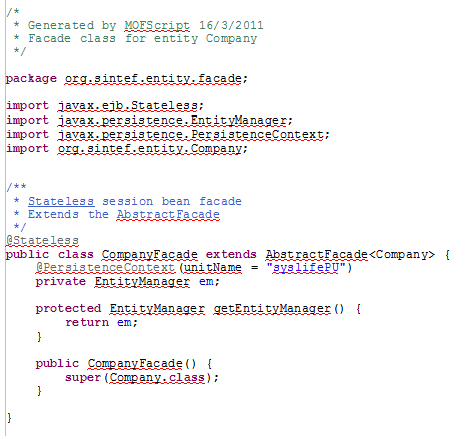 /*
 * Generated by MOFScript 16/3/2011
 * Facade class for entity Company
 */
package org.sintef.entity.facade;
import javax.ejb.Stateless;
import javax.persistence.EntityManager;
import javax.persistence.PersistenceContext;
import org.sintef.entity.Company;
/**
 * Stateless session bean facade
 * Extends the AbstractFacade
 */
@Stateless
public class CompanyFacade extends AbstractFacade<Company> {
    @PersistenceContext(unitName = "syslifePU")
    private EntityManager em;
    protected EntityManager getEntityManager() {
        return em;
    }
    public CompanyFacade() {
        super(Company.class);
    }
}